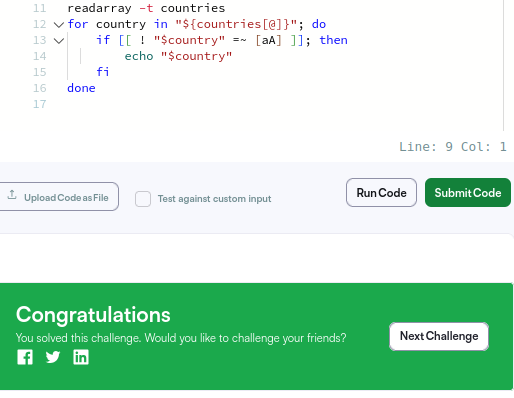 11 readarray -t countries
12 for country in "${countries[@]}"; do
13 if [[ ! "$country" =~ [aA] ]]; then
14 echo "$country"
15 fi
16 done
17
Line: 9 Col: 1
Upload Code as File
Test against custom input
Run Code
Submit Code
Congratulations
You solved this challenge. Would you like to challenge your friends?
Next Challenge